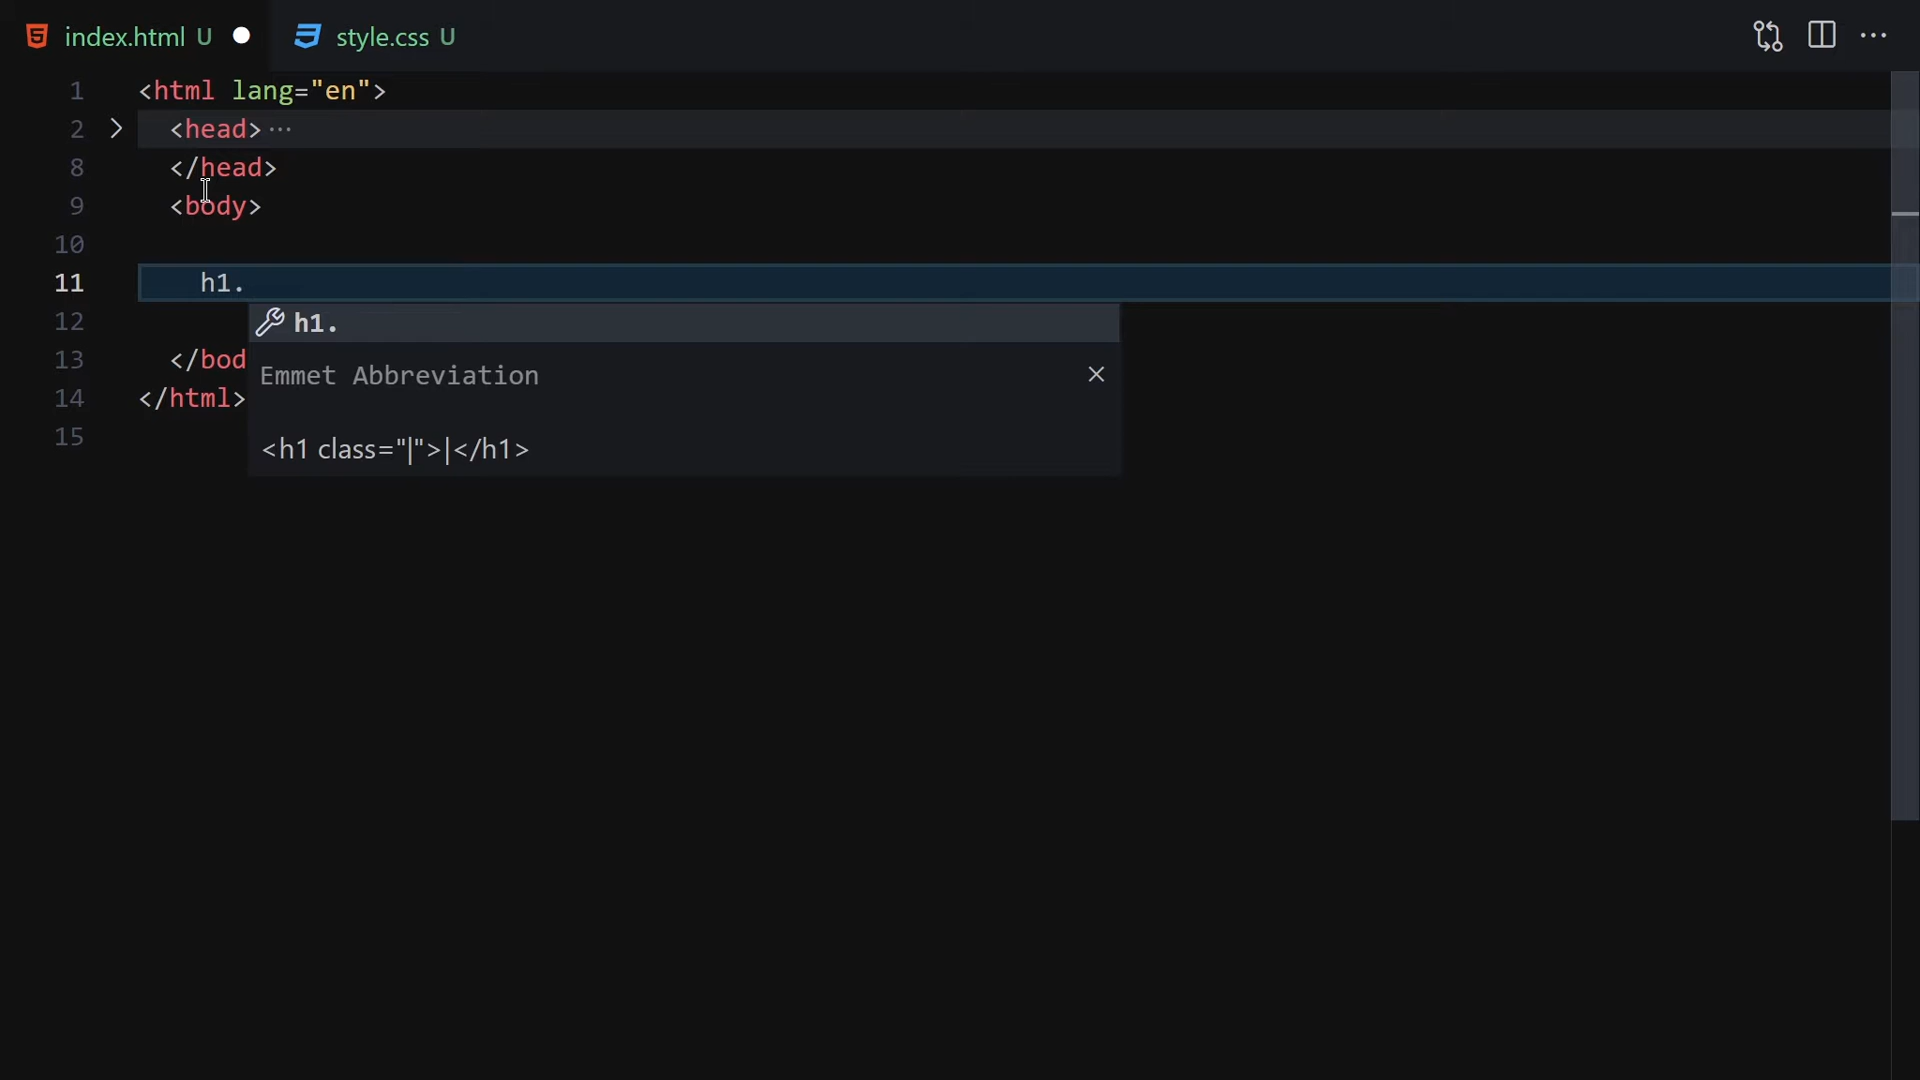 index.html U style.css U
1 <html lang="en">
2 <head>···
8 </head>
9 <body>
10
11 h1.
h1.
12
13 </bod
Emmet Abbreviation
14 </html>
15
<h1 class="|">|</h1>